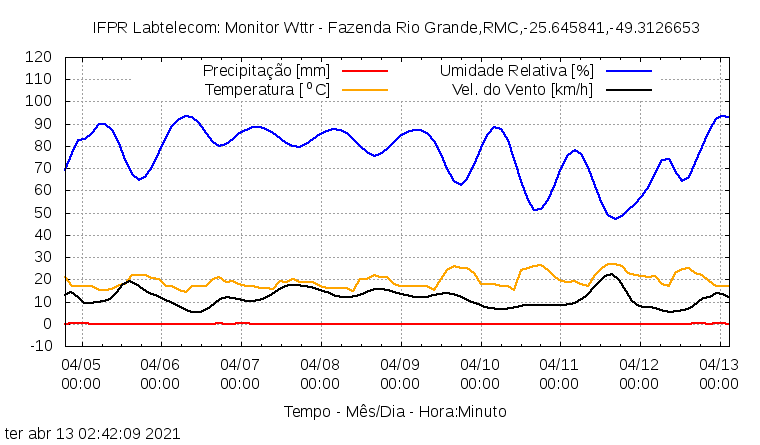 IFPR Labtelecom: Monitor Wttr - Fazenda Rio Grande,RMC,-25.645841,-49.3126653
Precipitação [mm]
Temperatura [ ⁰C]
Umidade Relativa [%]
Vel. do Vento [km/h]
120
110
100
90
80
70
60
50
40
30
20
10
0
-10
04/05 04/06 04/07 04/08 04/09 04/10 04/11 04/12 04/13
00:00 00:00 00:00 00:00 00:00 00:00 00:00 00:00 00:00
Tempo - Mês/Dia - Hora:Minuto
ter abr 13 02:42:09 2021